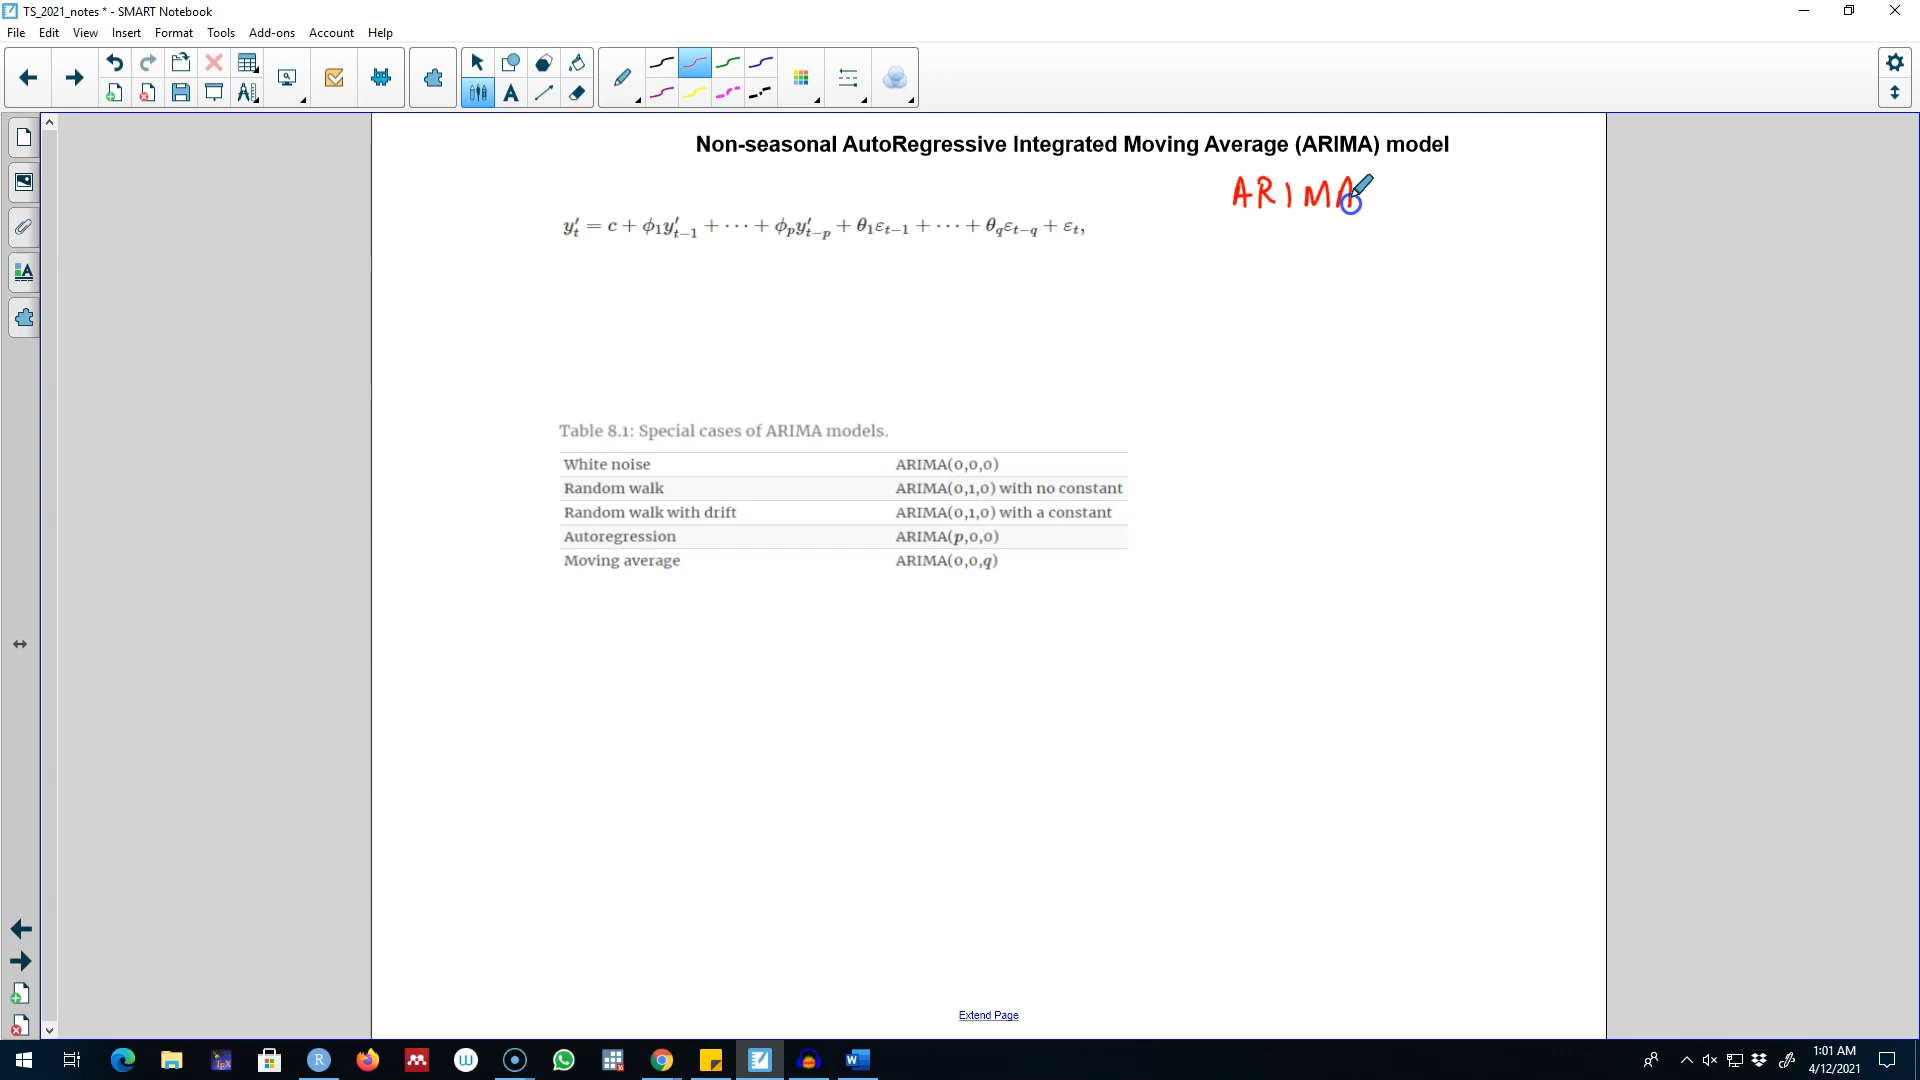 TS_2021_notes * - SMART Notebook
File Edit View Insert Format Tools Add-ons Account Help
Non-seasonal AutoRegressive Integrated Moving Average (ARIMA) model
ARIMA
y′ₜ = c + ϕ₁y′ₜ₋₁ + ⋯ + ϕₚy′ₜ₋ₚ + θ₁εₜ₋₁ + ⋯ + θ_qε_{t−q} + εₜ,
Table 8.1: Special cases of ARIMA models.
White noise ARIMA(0,0,0)
Random walk ARIMA(0,1,0) with no constant
Random walk with drift ARIMA(0,1,0) with a constant
Autoregression ARIMA(p,0,0)
Moving average ARIMA(0,0,q)
Extend Page
1:01 AM
4/12/2021